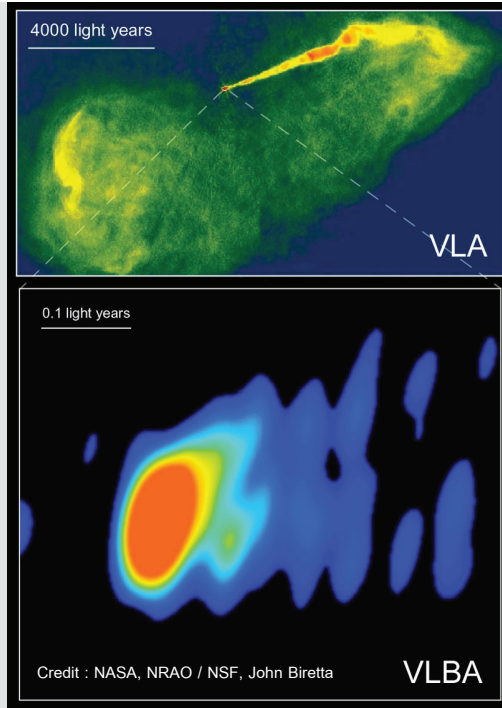 4000 light years
VLA
0.1 light years
Credit : NASA, NRAO / NSF, John Biretta
VLBA